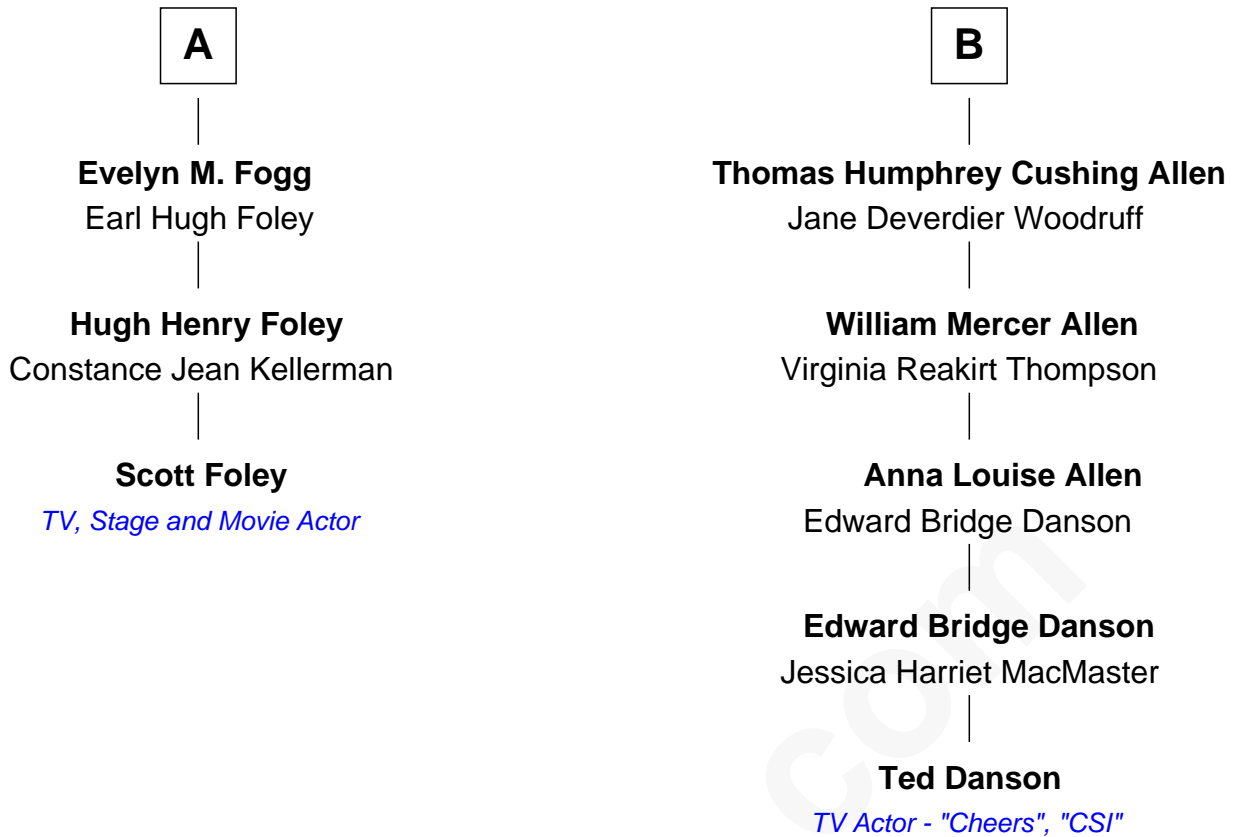 A
Evelyn M. Fogg
Earl Hugh Foley
Hugh Henry Foley
Constance Jean Kellerman
Scott Foley
TV, Stage and Movie Actor
B
Thomas Humphrey Cushing Allen
Jane Deverdier Woodruff
William Mercer Allen
Virginia Reakirt Thompson
Anna Louise Allen
Edward Bridge Danson
Edward Bridge Danson
Jessica Harriet MacMaster
Ted Danson
TV Actor - "Cheers", "CSI"
com